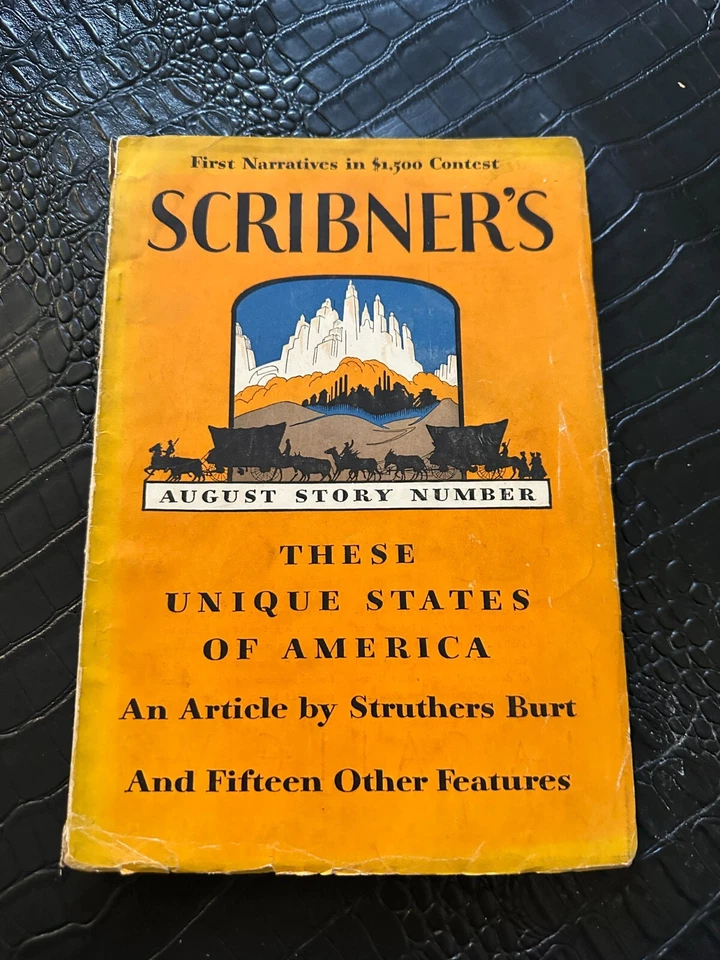 First Narratives in $1,500 Contest
SCRIBNER'S
AUGUST STORY NUMBER
THESE
UNIQUE STATES
OF AMERICA
An Article by Struthers Burt
And Fifteen Other Features